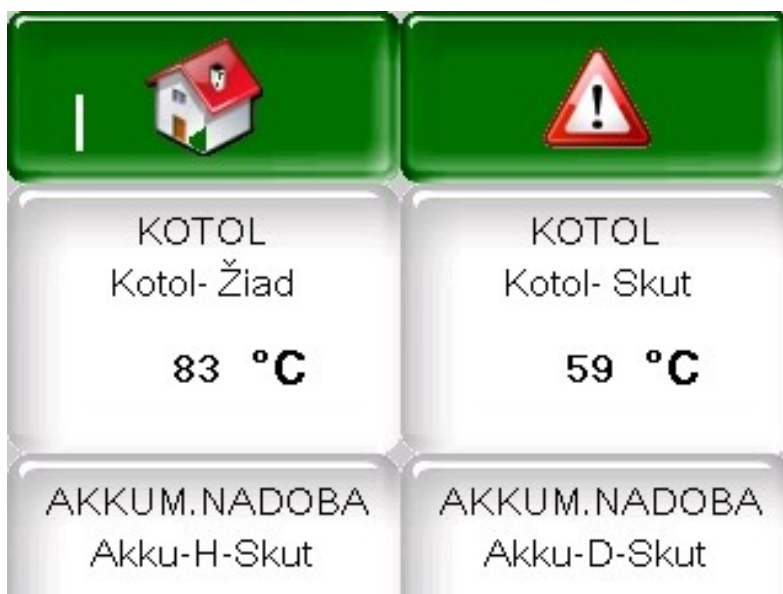 KOTOL
Kotol- Žiad
83 °C
KOTOL
Kotol- Skut
59 °C
AKKUM.NADOBA
Akku-H-Skut
AKKUM.NADOBA
Akku-D-Skut